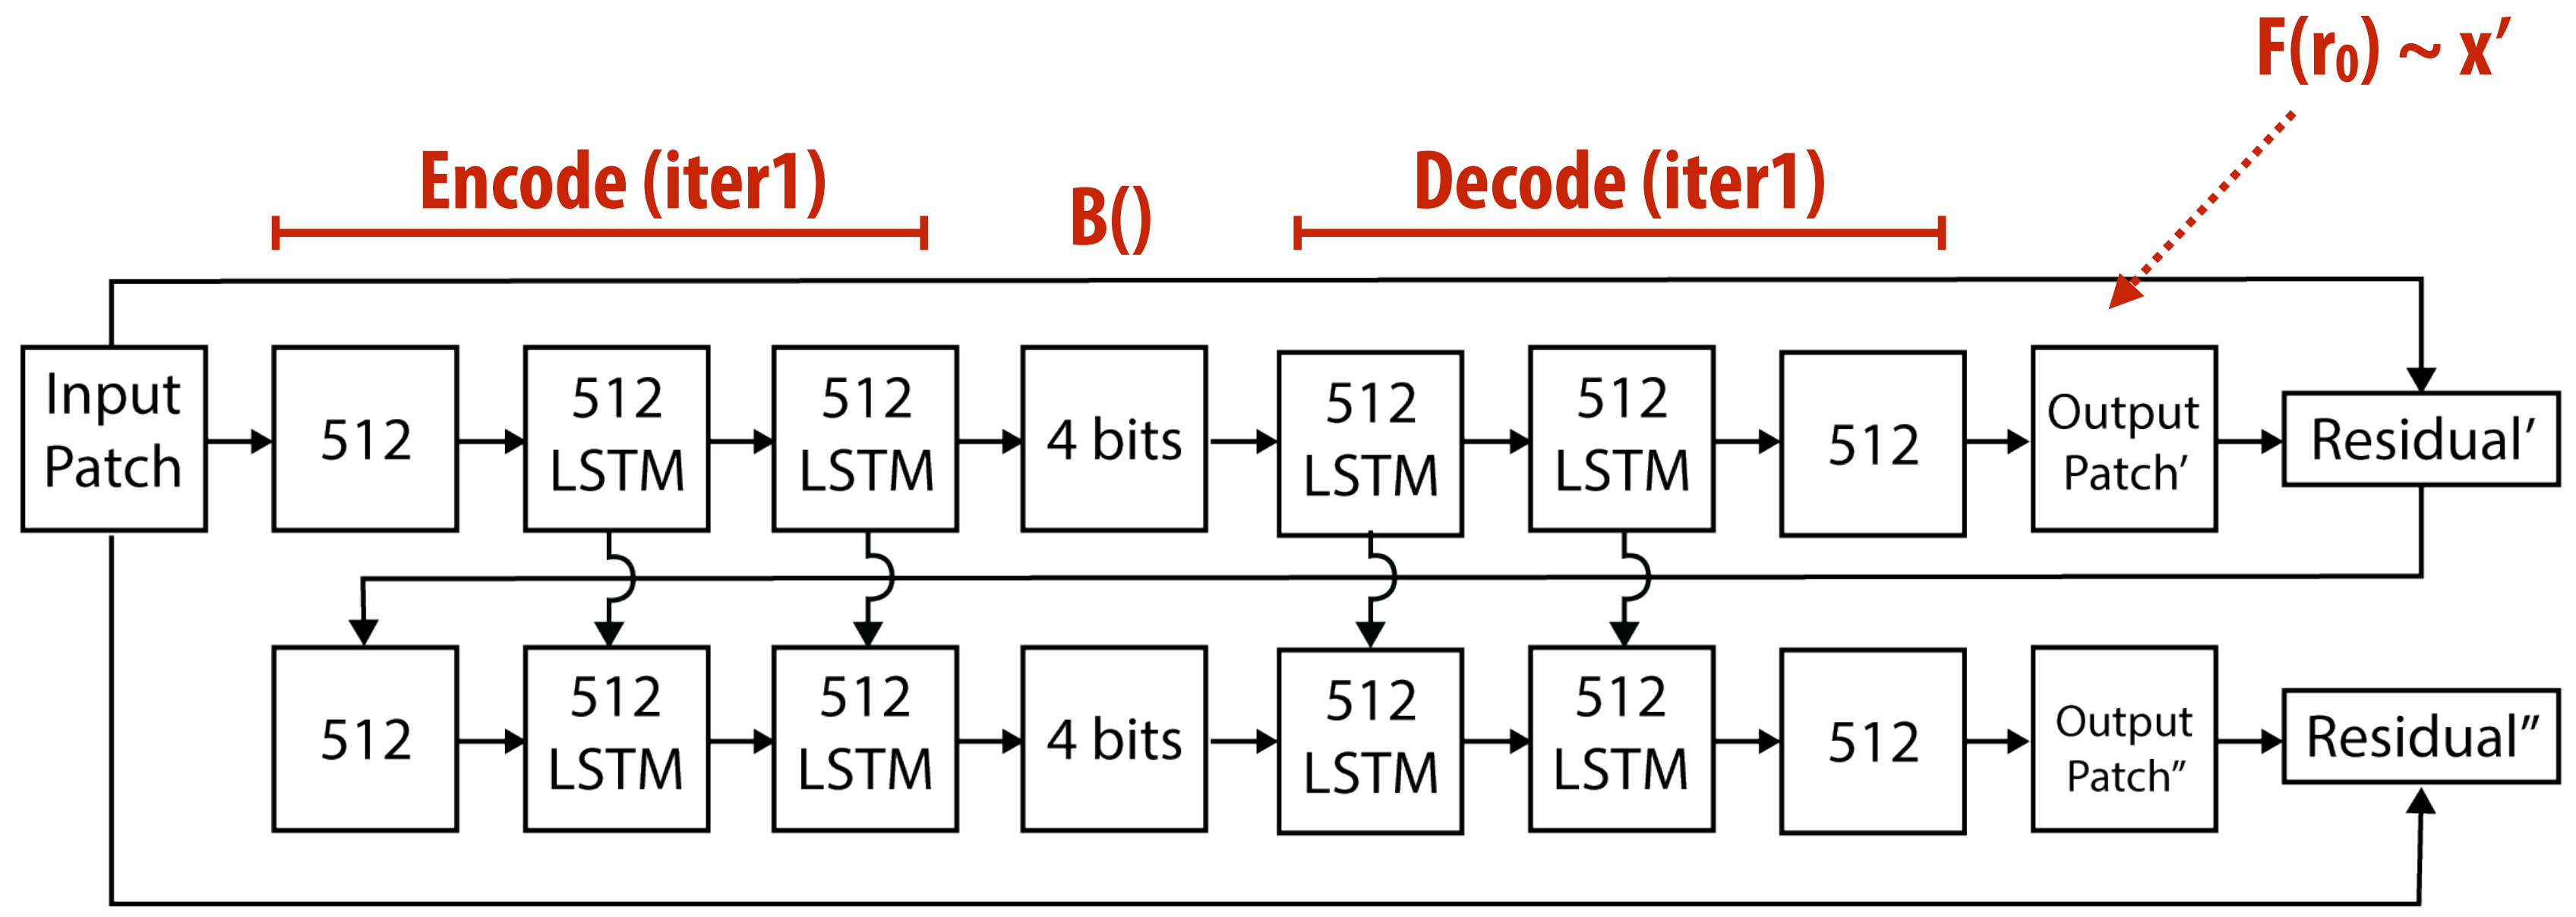 F(r₀) ~ x′
Encode (iter1)
B()
Decode (iter1)
Input
Patch
512
512
LSTM
512
LSTM
4 bits
512
LSTM
512
LSTM
512
Output
Patch′
Residual′
512
512
LSTM
512
LSTM
4 bits
512
LSTM
512
LSTM
512
Output
Patch″
Residual″